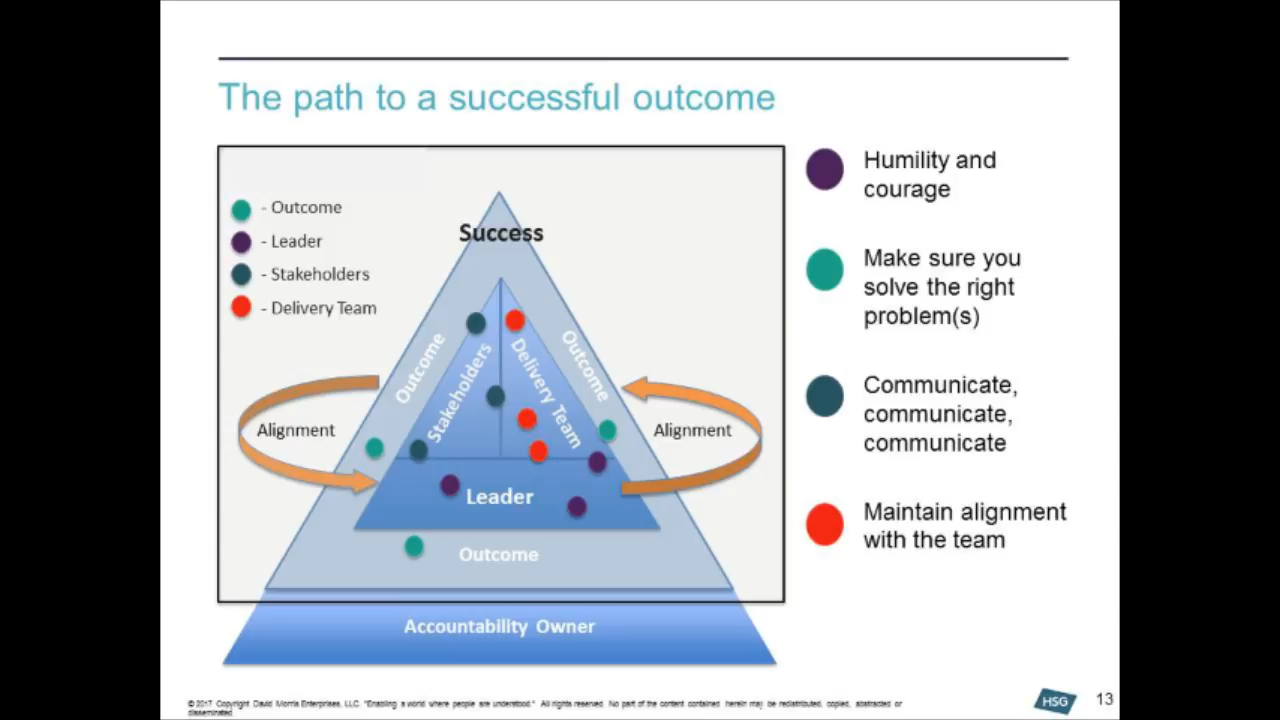 The path to a successful outcome
- Outcome
- Leader
- Stakeholders
- Delivery Team
Success
Outcome
Stakeholders
Delivery Team
Outcome
Alignment
Alignment
Leader
Outcome
Accountability Owner
Humility and
courage
Make sure you
solve the right
problem(s)
Communicate,
communicate,
communicate
Maintain alignment
with the team
© 2017 Copyright David Morris Enterprises, LLC. "Enabling a world where people are understood." All rights reserved. No part of the content contained herein may be redistributed, copied, abstracted or
disseminated
HSG
13